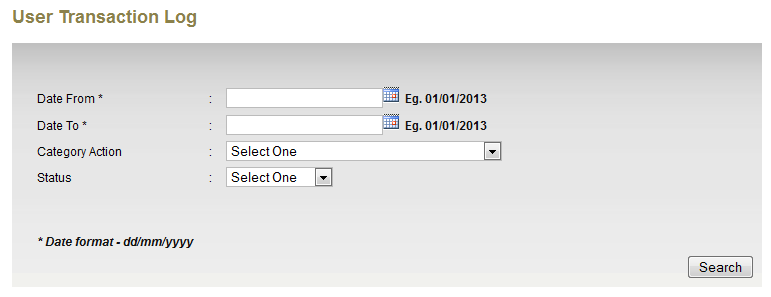 User Transaction Log
Date From * : Eg. 01/01/2013
Date To * : Eg. 01/01/2013
Category Action : Select One
Status : Select One
* Date format - dd/mm/yyyy
Search